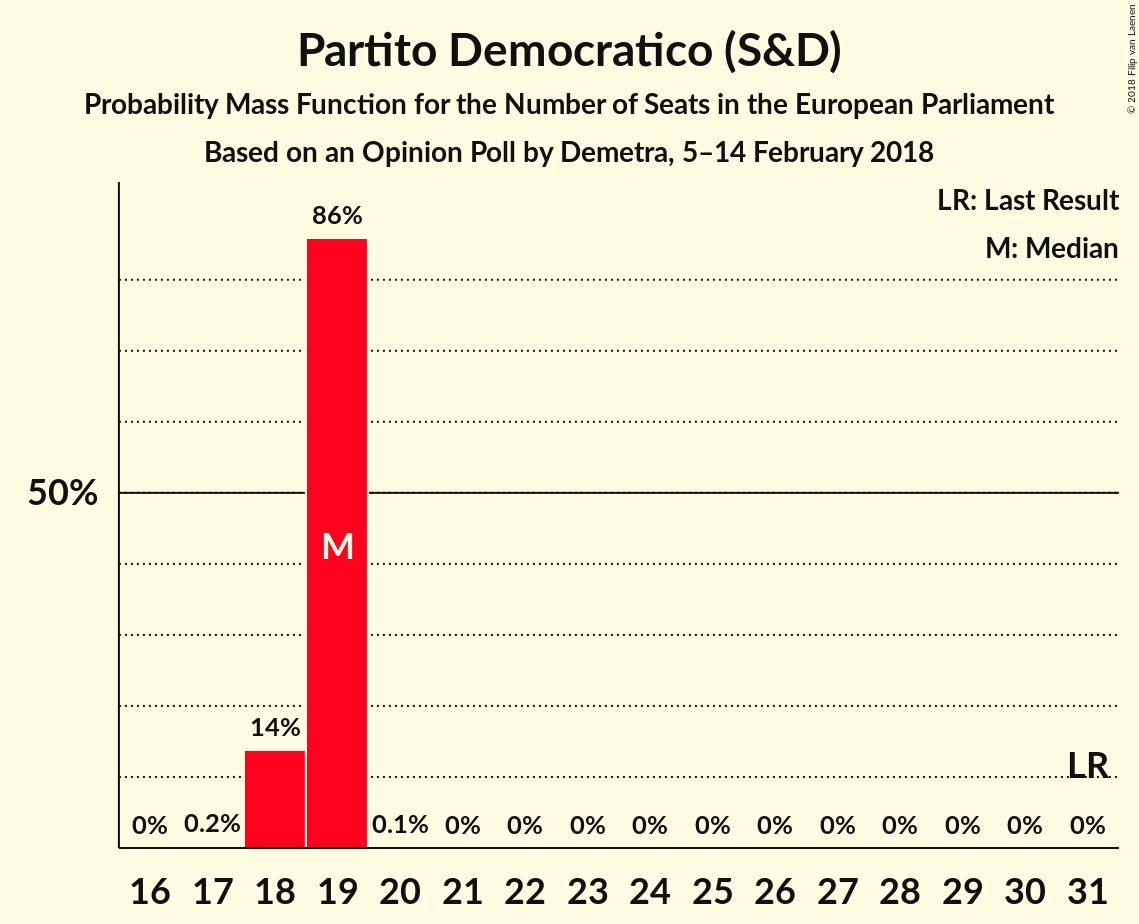 Partito Democratico (S&D)
Probability Mass Function for the Number of Seats in the European Parliament
Based on an Opinion Poll by Demetra, 5–14 February 2018
© 2018 Filip van Laenen
LR: Last Result
M: Median
86%
50%
M
14%
LR
0% 0.2% 0.1% 0% 0% 0% 0% 0% 0% 0% 0% 0% 0% 0%
16 17 18 19 20 21 22 23 24 25 26 27 28 29 30 31